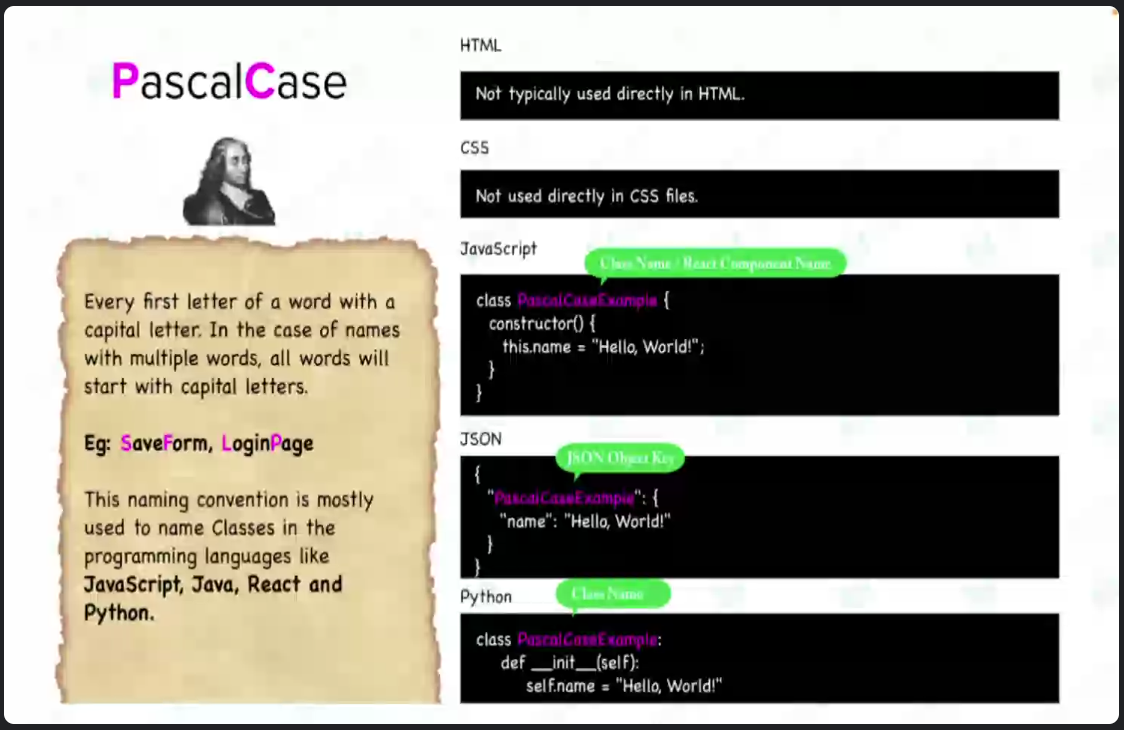 PascalCase
Every first letter of a word with a
capital letter. In the case of names
with multiple words, all words will
start with capital letters.
Eg: SaveForm, LoginPage
This naming convention is mostly
used to name Classes in the
programming languages like
JavaScript, Java, React and
Python.
HTML
Not typically used directly in HTML.
CSS
Not used directly in CSS files.
JavaScript
Class Name / React Component Name
class PascalCaseExample {
constructor() {
this.name = "Hello, World!";
}
}
JSON
JSON Object Key
{
"PascalCaseExample": {
"name": "Hello, World!"
}
}
Python
Class Name
class PascalCaseExample:
def __init__(self):
self.name = "Hello, World!"